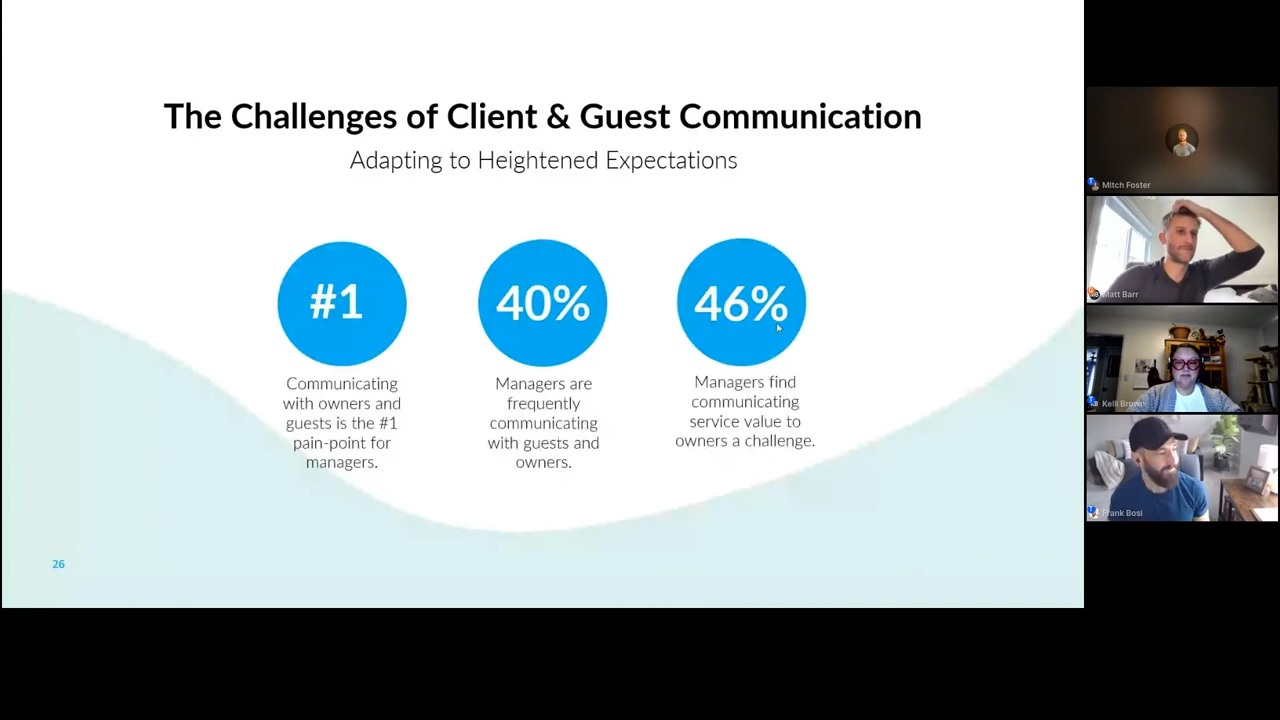 The Challenges of Client & Guest Communication
Adapting to Heightened Expectations
#1
Communicating
with owners and
guests is the #1
pain-point for
managers.
40%
Managers are
frequently
communicating
with guests and
owners.
46%
Managers find
communicating
service value to
owners a challenge.
26
Mitch Foster
Matt Barr
Kelli Brown
Frank Bosi